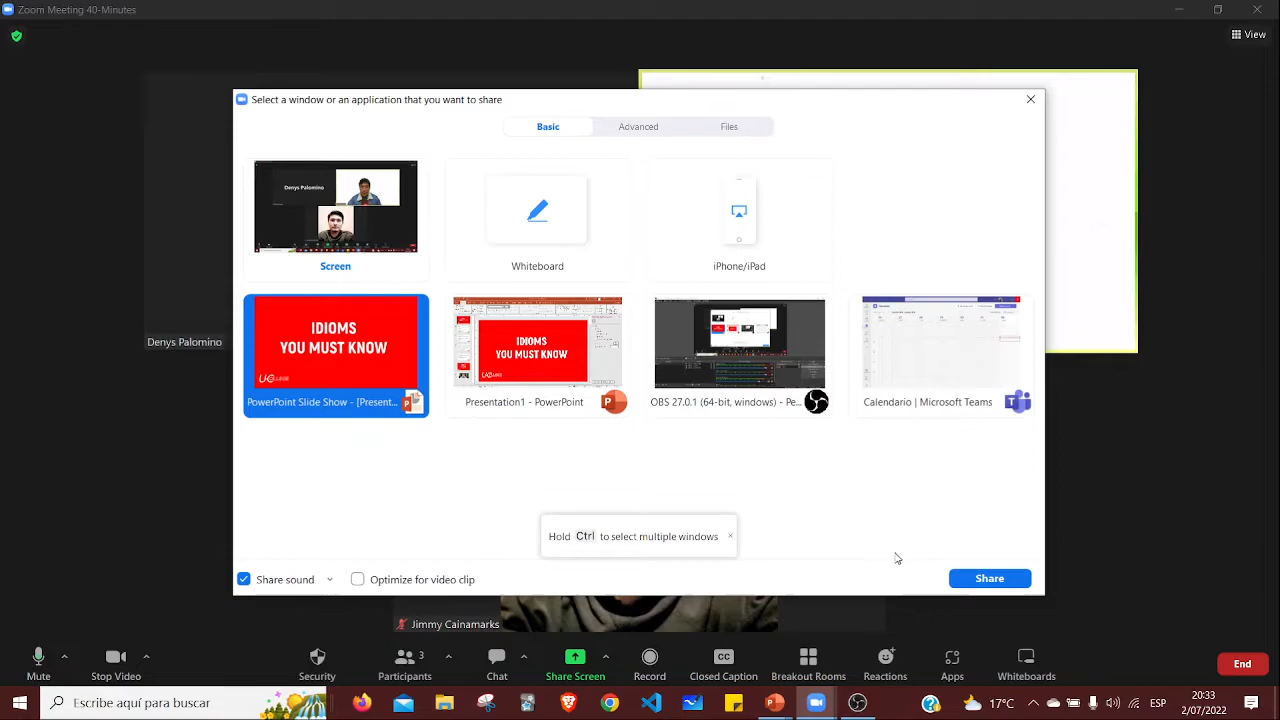 Zoom Meeting 40-Minutes
View
Select a window or an application that you want to share
Basic
Advanced
Files
Denys Palomino
Screen
Whiteboard
iPhone/iPad
IDIOMS
YOU MUST KNOW
PowerPoint Slide Show - [Present...
IDIOMS
YOU MUST KNOW
Presentation1 - PowerPoint
OBS 27.0.1 (64-bit, windows) - Pe...
Calendario | Microsoft Teams
Denys Palomino
Hold Ctrl to select multiple windows
Share sound
Optimize for video clip
Share
Jimmy Cainamarks
Mute
Stop Video
Security
3
Participants
Chat
Share Screen
Record
CC
Closed Caption
Breakout Rooms
Reactions
Apps
Whiteboards
End
Escribe aquí para buscar
17°C
ESP
20:33
2/07/2022